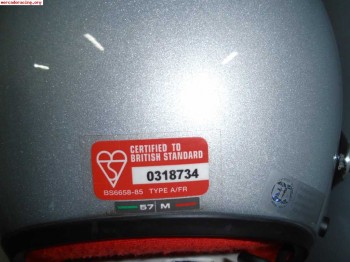 mercadoracing.org
CERTIFIED TO
BRITISH STANDARD
0318734
BS6658-85 TYPE A/FR
57 M